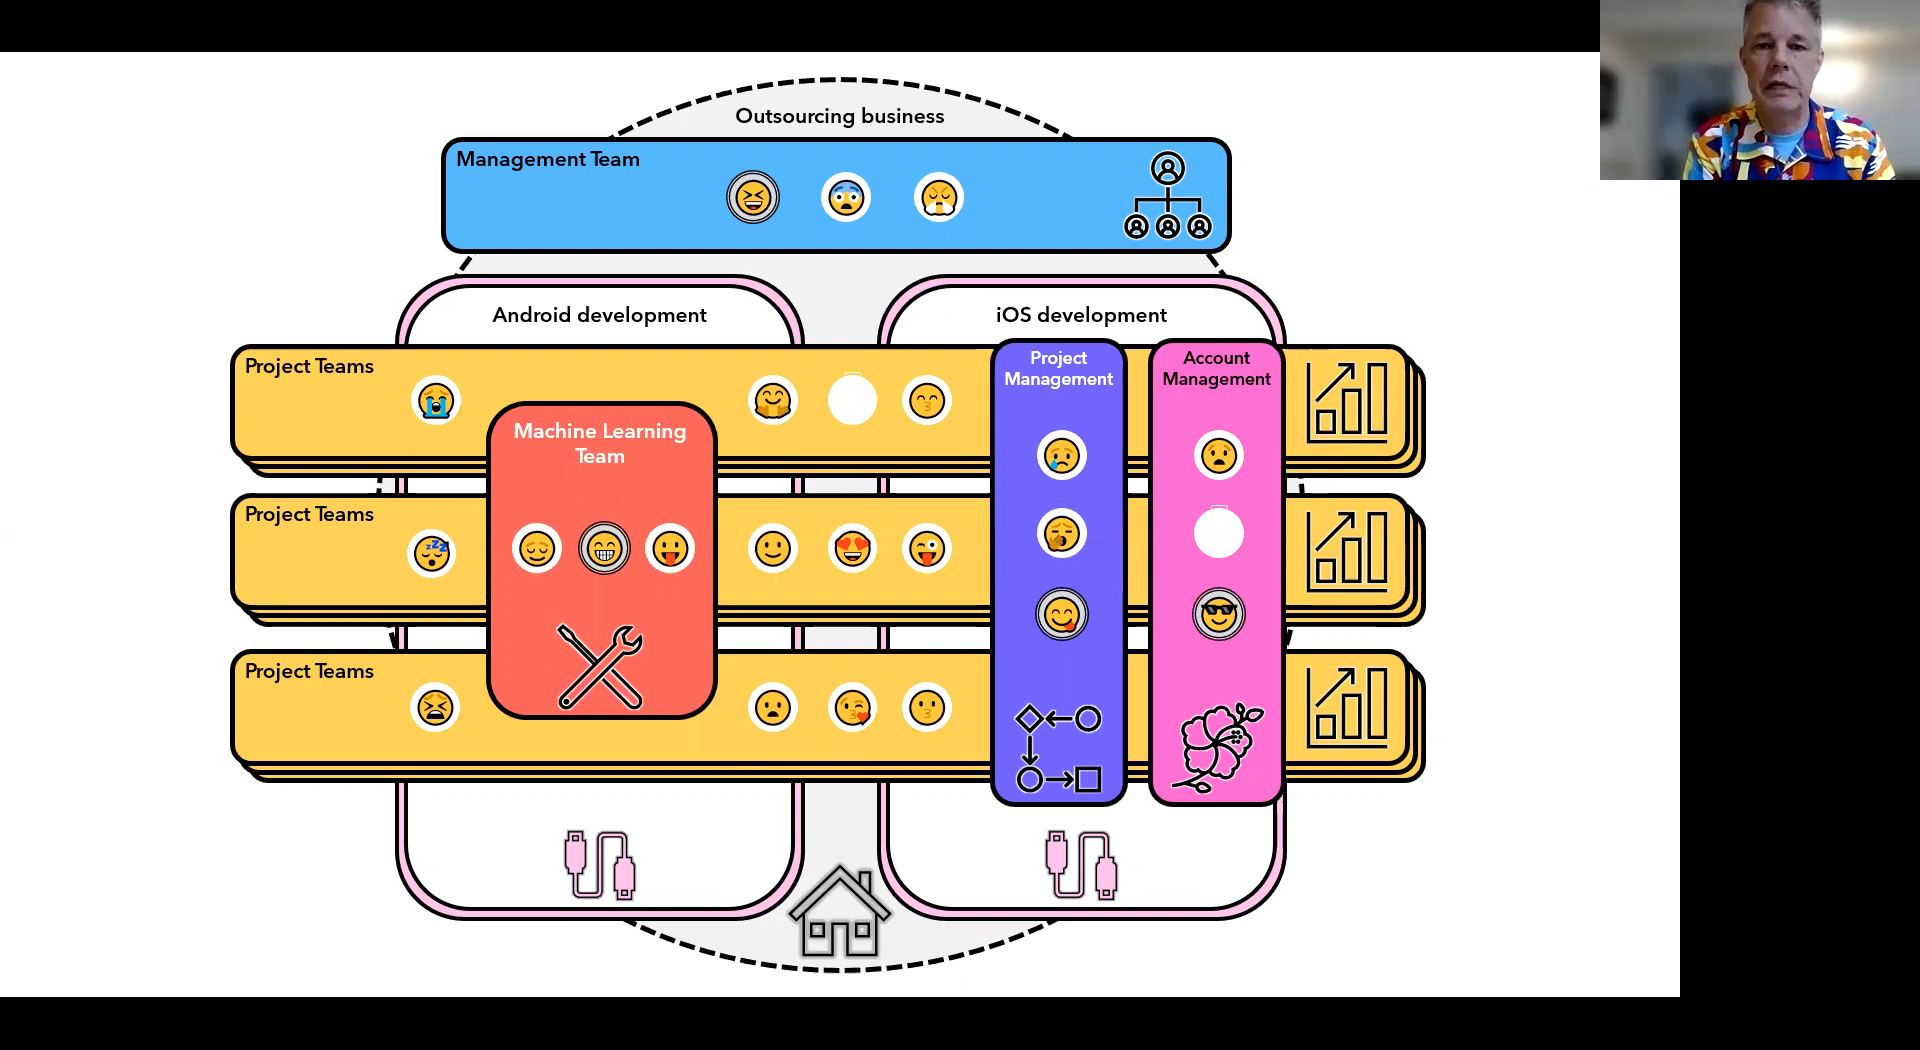 Outsourcing business
Management Team
Android development
iOS development
Project Teams
Project
Management
Account
Management
Machine Learning
Team
Project Teams
Project Teams